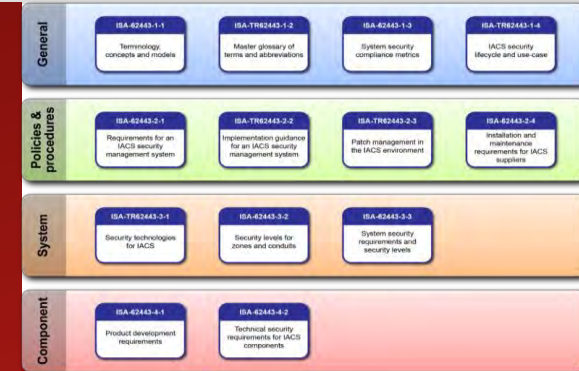 General
ISA-62443-1-1
Terminology,
concepts and models
ISA-TR62443-1-2
Master glossary of
terms and abbreviations
ISA-62443-1-3
System security
compliance metrics
ISA-TR62443-1-4
IACS security
lifecycle and use-case
Policies &
procedures
ISA-62443-2-1
Requirements for an
IACS security
management system
ISA-TR62443-2-2
Implementation guidance
for an IACS security
management system
ISA-TR62443-2-3
Patch management in
the IACS environment
ISA-62443-2-4
Installation and
maintenance
requirements for IACS
suppliers
System
ISA-TR62443-3-1
Security technologies
for IACS
ISA-62443-3-2
Security levels for
zones and conduits
ISA-62443-3-3
System security
requirements and
security levels
Component
ISA-62443-4-1
Product development
requirements
ISA-62443-4-2
Technical security
requirements for IACS
components